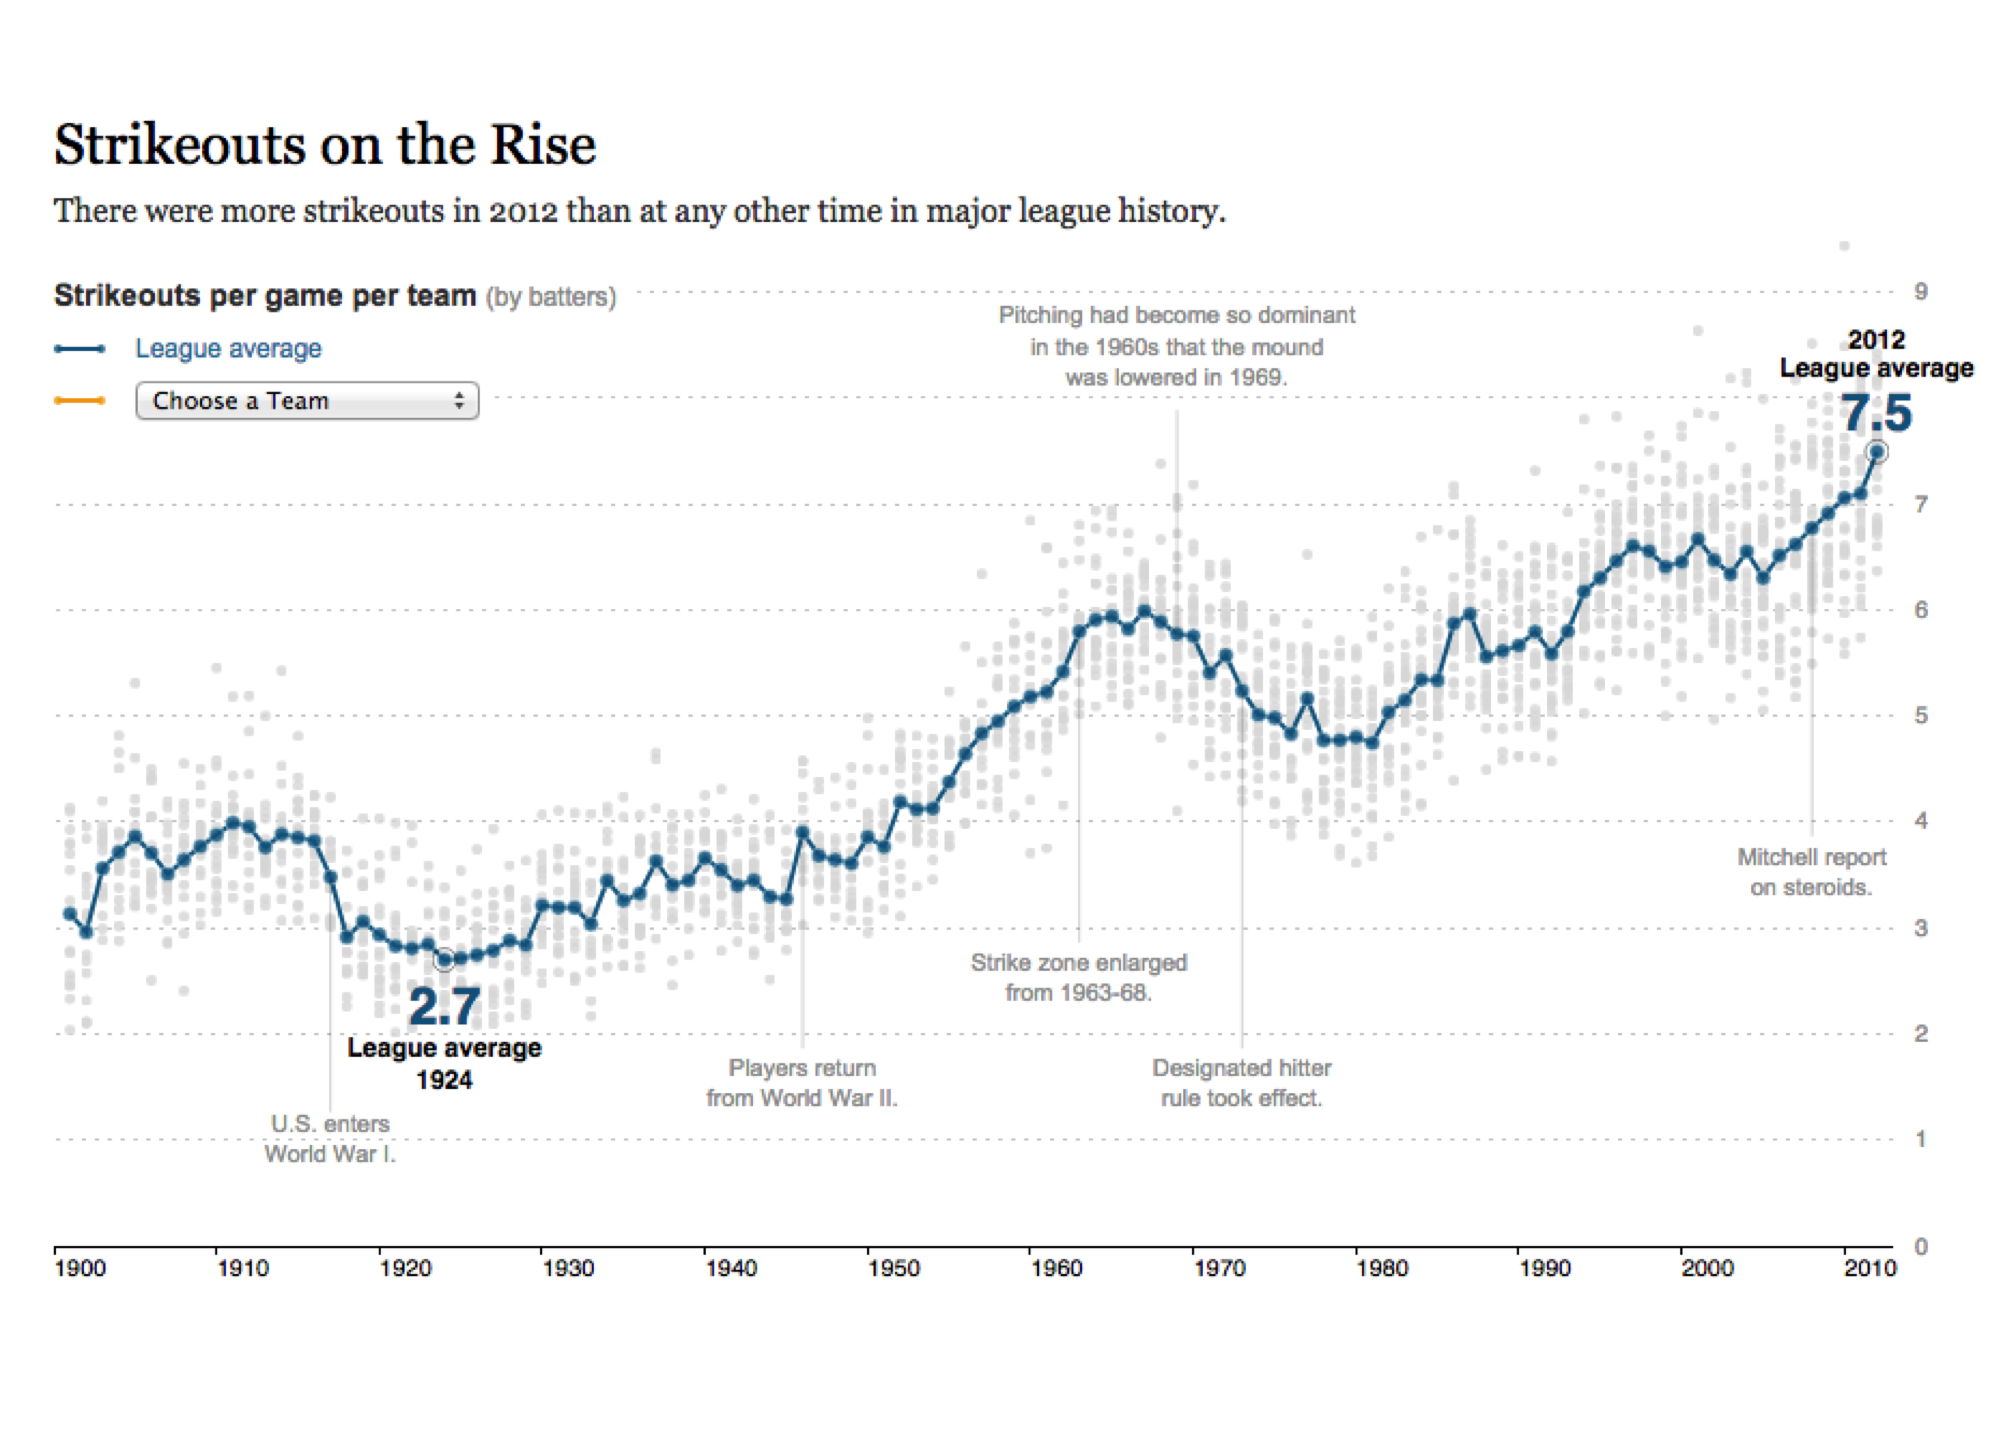 Strikeouts on the Rise
There were more strikeouts in 2012 than at any other time in major league history.
Strikeouts per game per team (by batters)
League average
Choose a Team
Pitching had become so dominant
in the 1960s that the mound
was lowered in 1969.
2012
League average
7.5
9
7
6
5
4
3
2
1
0
Mitchell report
on steroids.
Strike zone enlarged
from 1963-68.
2.7
League average
1924
Players return
from World War II.
Designated hitter
rule took effect.
U.S. enters
World War I.
1900 1910 1920 1930 1940 1950 1960 1970 1980 1990 2000 2010